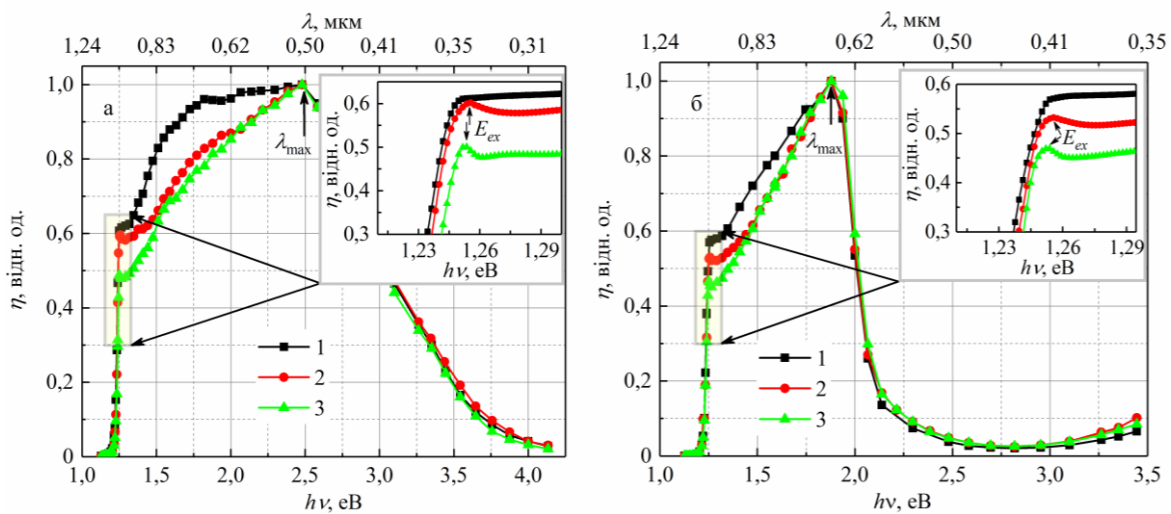 λ, мкм
1,24 0,83 0,62 0,50 0,41 0,35 0,31
а
η, відн. од.
1,0
0,8
0,6
0,4
0,2
0
λmax
η, відн. од.
0,6
0,5
0,4
0,3
Eex
1,23 1,26 1,29
hν, еВ
1
2
3
1,0 1,5 2,0 2,5 3,0 3,5 4,0
hν, еВ
λ, мкм
1,24 0,83 0,62 0,50 0,41 0,35
б
η, відн. од.
1,0
0,8
0,6
0,4
0,2
0
λmax
η, відн. од.
0,6
0,5
0,4
0,3
Eex
1,23 1,26 1,29
hν, еВ
1
2
3
1,0 1,5 2,0 2,5 3,0 3,5
hν, еВ